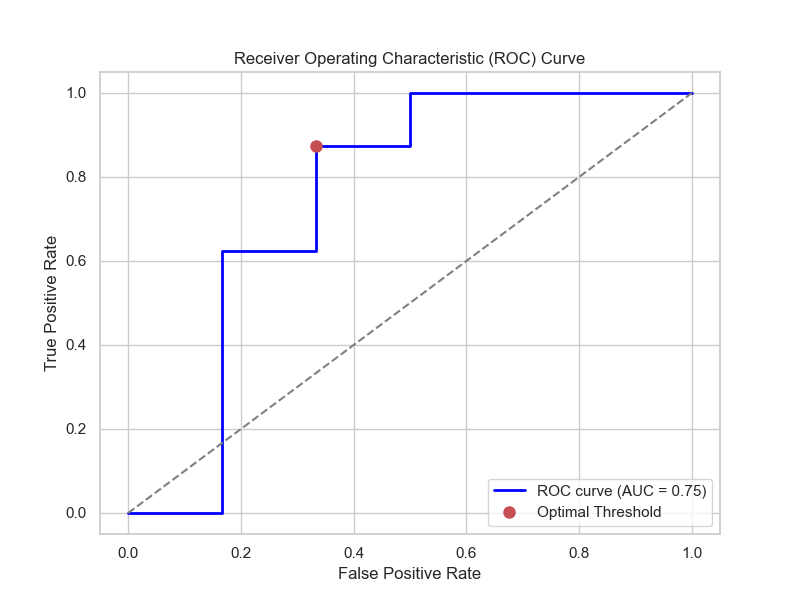 Receiver Operating Characteristic (ROC) Curve
True Positive Rate
1.0
0.8
0.6
0.4
0.2
0.0
ROC curve (AUC = 0.75)
Optimal Threshold
0.0 0.2 0.4 0.6 0.8 1.0
False Positive Rate